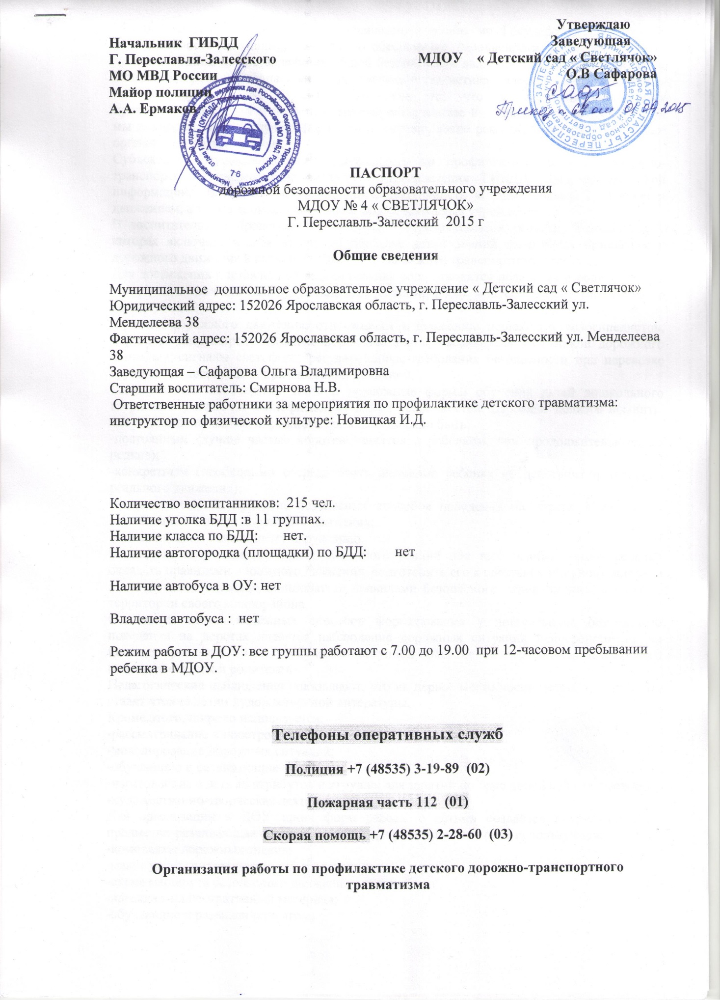 Утверждаю
Начальник  ГИБДД
Заведующая
Г. Переславля-Залесского
МДОУ    « Детский сад « Светлячок»
МО МВД России
О.В Сафарова
Майор полиции
А.А. Ермаков
Приказ 01.09.2015
76
ПАСПОРТ
дорожной безопасности образовательного учреждения
МДОУ № 4 « СВЕТЛЯЧОК»
Г. Переславль-Залесский  2015 г
Общие сведения
Муниципальное  дошкольное образовательное учреждение « Детский сад « Светлячок»
Юридический адрес: 152026 Ярославская область, г. Переславль-Залесский ул.
Менделеева 38
Фактический адрес: 152026 Ярославская область, г. Переславль-Залесский ул. Менделеева
38
Заведующая – Сафарова Ольга Владимировна
Старший воспитатель: Смирнова Н.В.
Ответственные работники за мероприятия по профилактике детского травматизма:
инструктор по физической культуре: Новицкая И.Д.
Количество воспитанников:  215 чел.
Наличие уголка БДД :в 11 группах.
Наличие класса по БДД:       нет.
Наличие автогородка (площадки) по БДД:        нет
Наличие автобуса в ОУ: нет
Владелец автобуса :  нет
Режим работы в ДОУ: все группы работают с 7.00 до 19.00  при 12-часовом пребывании
ребенка в МДОУ.
Телефоны оперативных служб
Полиция +7 (48535) 3-19-89  (02)
Пожарная часть 112  (01)
Скорая помощь +7 (48535) 2-28-60  (03)
Организация работы по профилактике детского дорожно-транспортного
травматизма